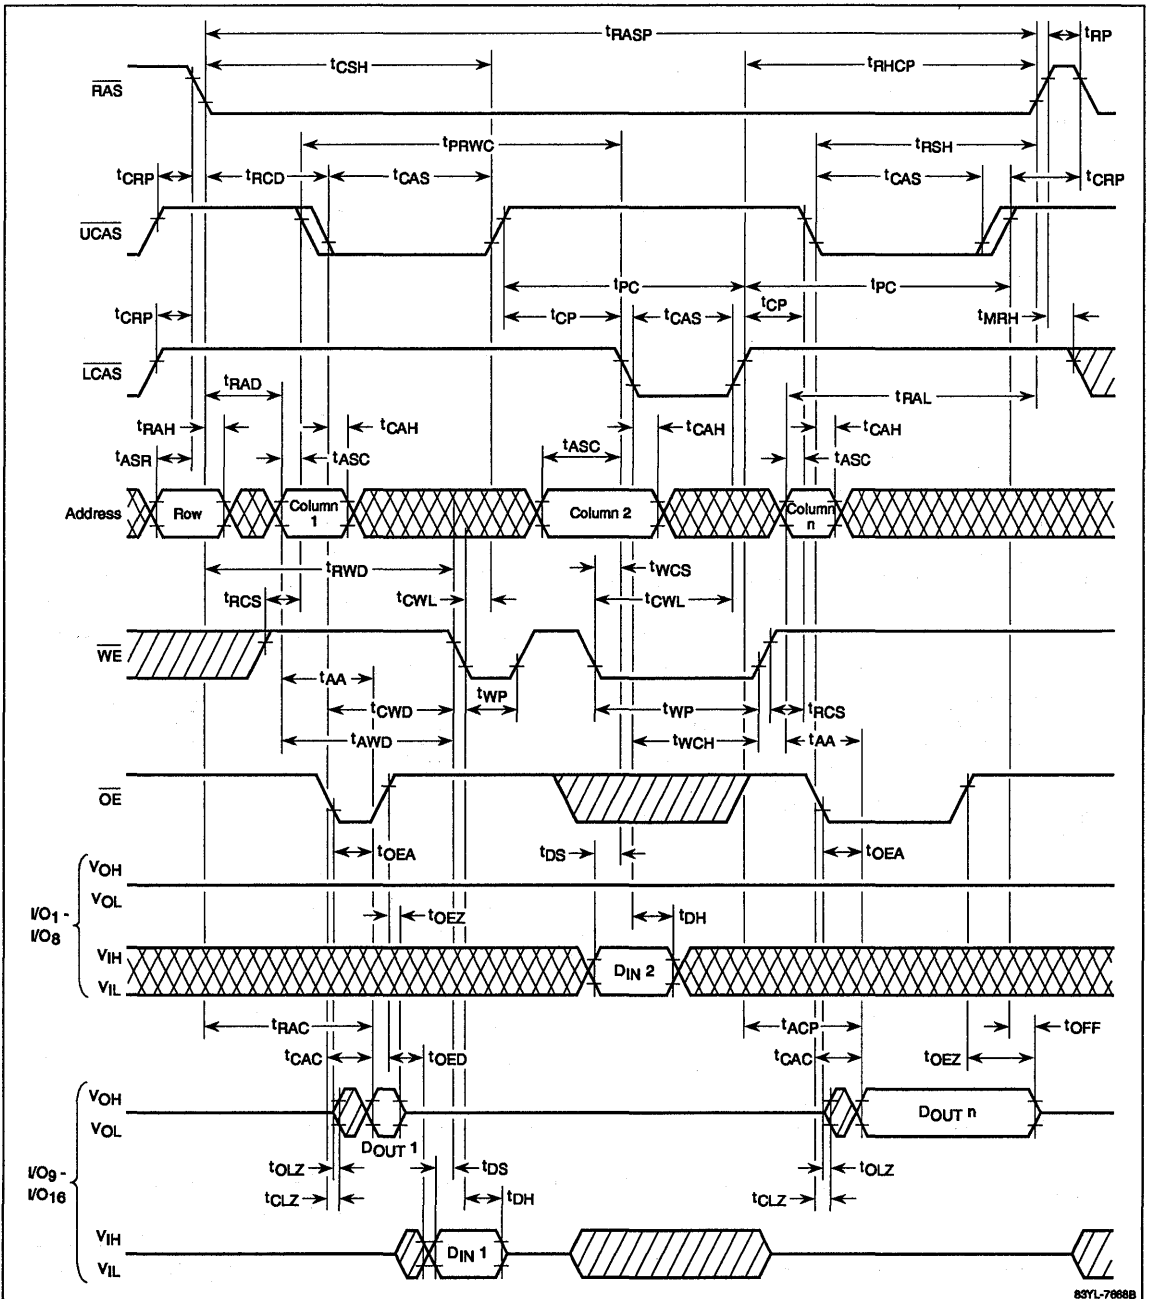 tRASP
tRP
tCSH
tRHCP
RAS
tPRWC
tRSH
tCRP
tRCD
tCAS
tCAS
tCRP
UCAS
tPC
tPC
tCRP
tCP
tCAS
tCP
tMRH
LCAS
tRAD
tRAL
tRAH
tCAH
tCAH
tCAH
tASR
tASC
tASC
tASC
Address
Row
Column 1
Column 2
Column n
tRWD
tWCS
tRCS
tCWL
tCWL
WE
tAA
tWP
tWP
tRCS
tCWD
tAWD
tWCH
tAA
OE
tOEA
tDS
tOEA
VOH
VOL
I/O1 -
I/O8
tOEZ
tDH
VIH
VIL
DIN 2
tRAC
tACP
tOFF
tCAC
tOED
tCAC
tOEZ
VOH
VOL
DOUT 1
DOUT n
I/O9 -
I/O16
tOLZ
tDS
tOLZ
tCLZ
tDH
tCLZ
VIH
VIL
DIN 1
83YL-7668B